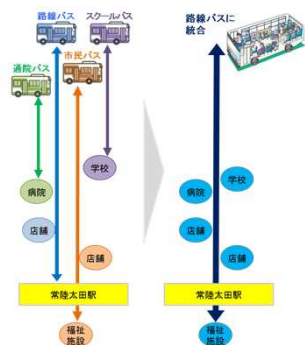 路線バス
スクールバス
通院バス
市民バス
学校
病院
店舗
店舗
常陸太田駅
福祉
施設
路線バスに
統合
学校
病院
店舗
店舗
常陸太田駅
福祉
施設